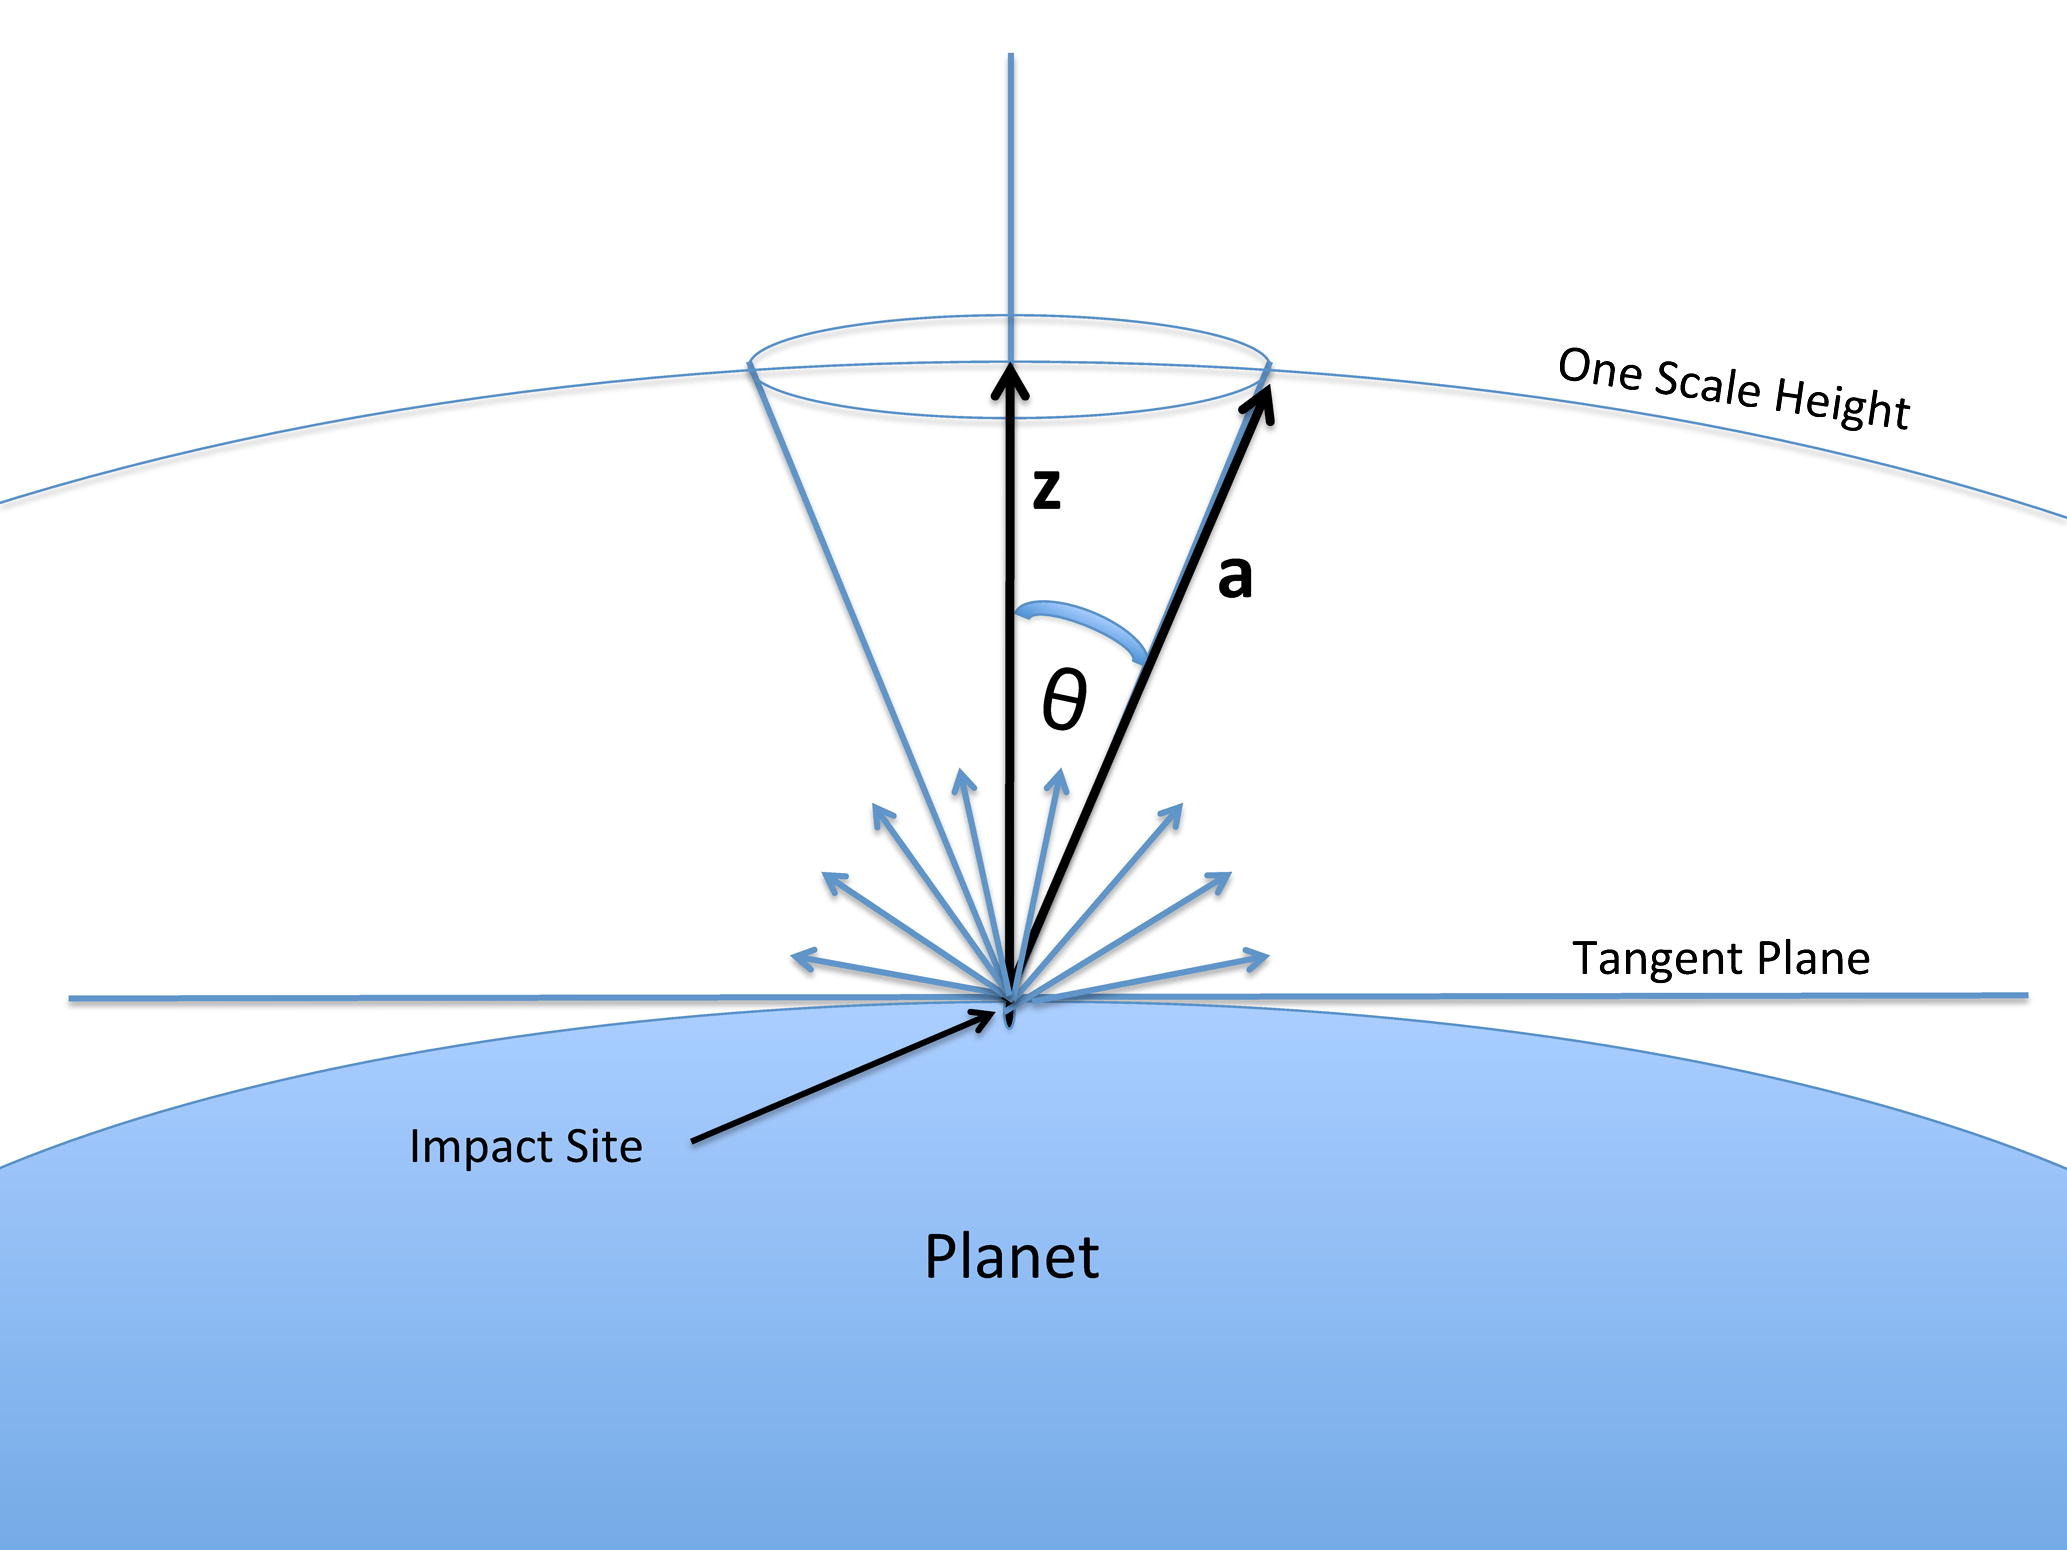 One Scale Height
z
a
θ
Tangent Plane
Impact Site
Planet